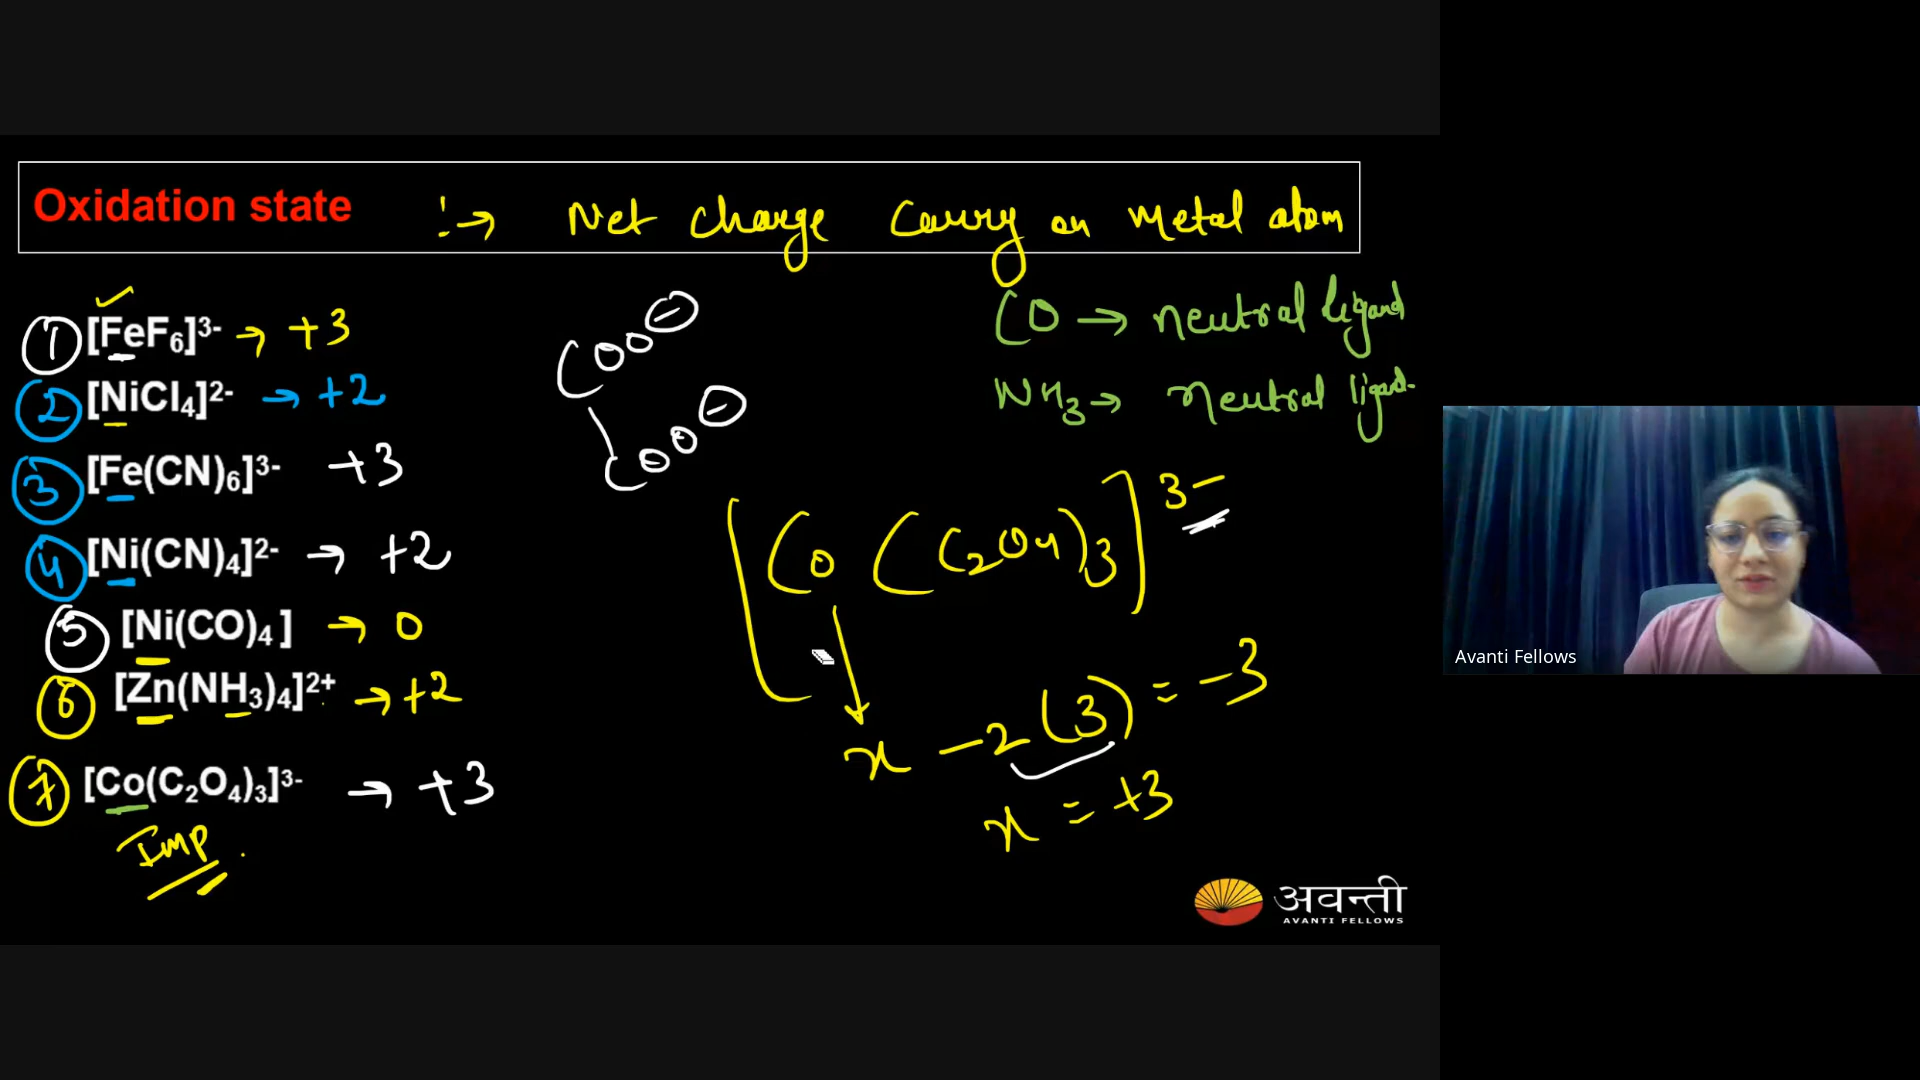 Oxidation state :→ Net charge carry on metal atom
① [FeF₆]³⁻ → +3
② [NiCl₄]²⁻ → +2
③ [Fe(CN)₆]³⁻ +3
④ [Ni(CN)₄]²⁻ → +2
⑤ [Ni(CO)₄ ] → 0
⑥ [Zn(NH₃)₄]²⁺ → +2
⑦ [Co(C₂O₄)₃]³⁻ → +3
Imp
COO⊖
COO⊖
CO → neutral ligand
NH₃ → Neutral ligand
[Co (C₂O₄)₃]³⁻
x -2(3) = -3
x = +3
Avanti Fellows
अवन्ती
AVANTI FELLOWS